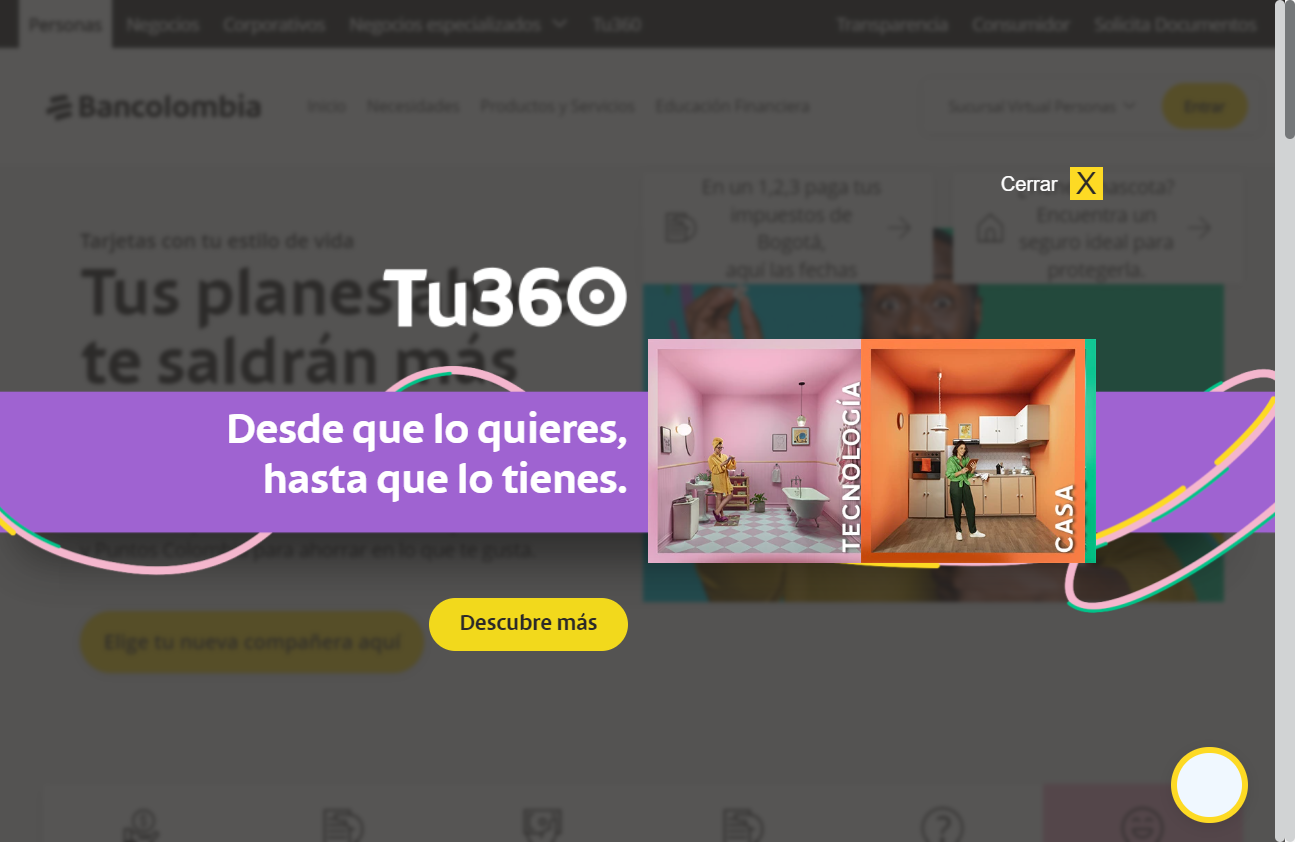 Personas Negocios Corporativos Negocios especializados Tu360 Transparencia Consumidor Solicita Documentos
Bancolombia Inicio Necesidades Productos y Servicios Educación Financiera Sucursal Virtual Personas Entrar
Cerrar X
En un 1,2,3 paga tus
impuestos de
Bogotá,
aquí las fechas
mascota?
Encuentra un
seguro ideal para
protegerla.
Tarjetas con tu estilo de vida
Tus planes
te saldrán más
Tu360
Desde que lo quieres,
hasta que lo tienes.
TECNOLOGÍA
CASA
Puntos Colombia para ahorrar en lo que te gusta.
Descubre más
Elige tu nueva compañera aquí